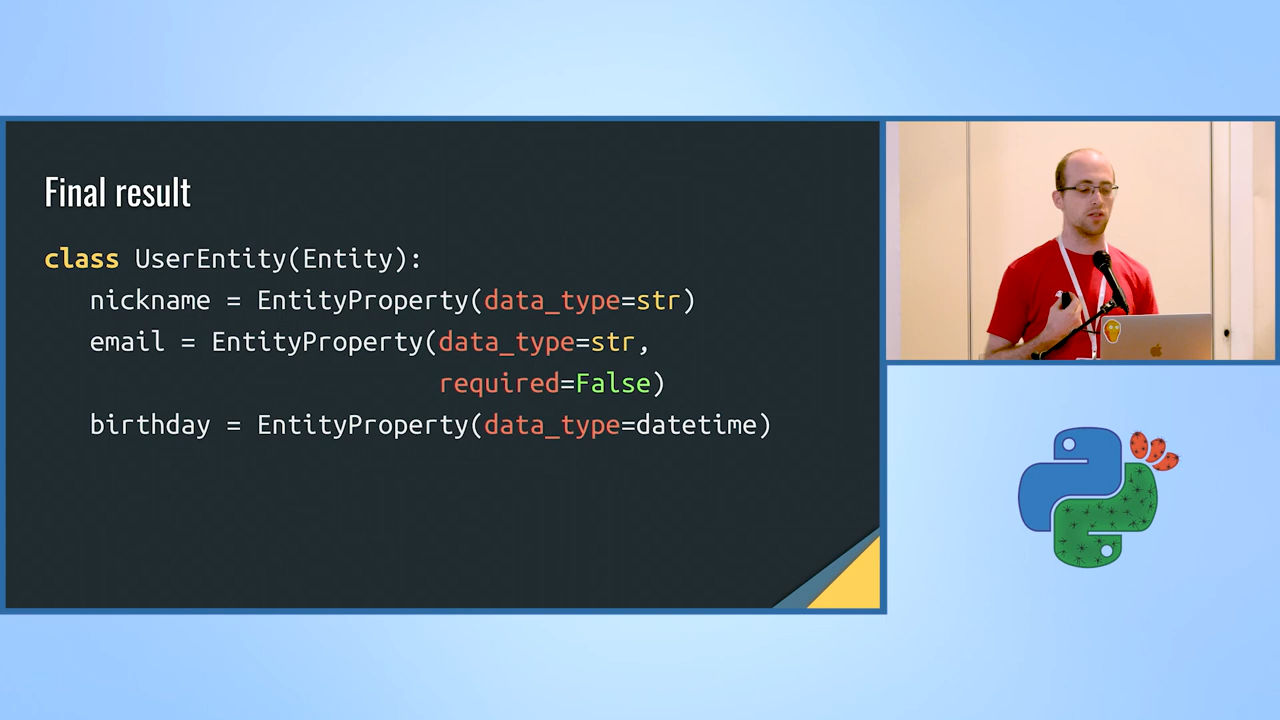 Final result
class UserEntity(Entity):
nickname = EntityProperty(data_type=str)
email = EntityProperty(data_type=str,
required=False)
birthday = EntityProperty(data_type=datetime)